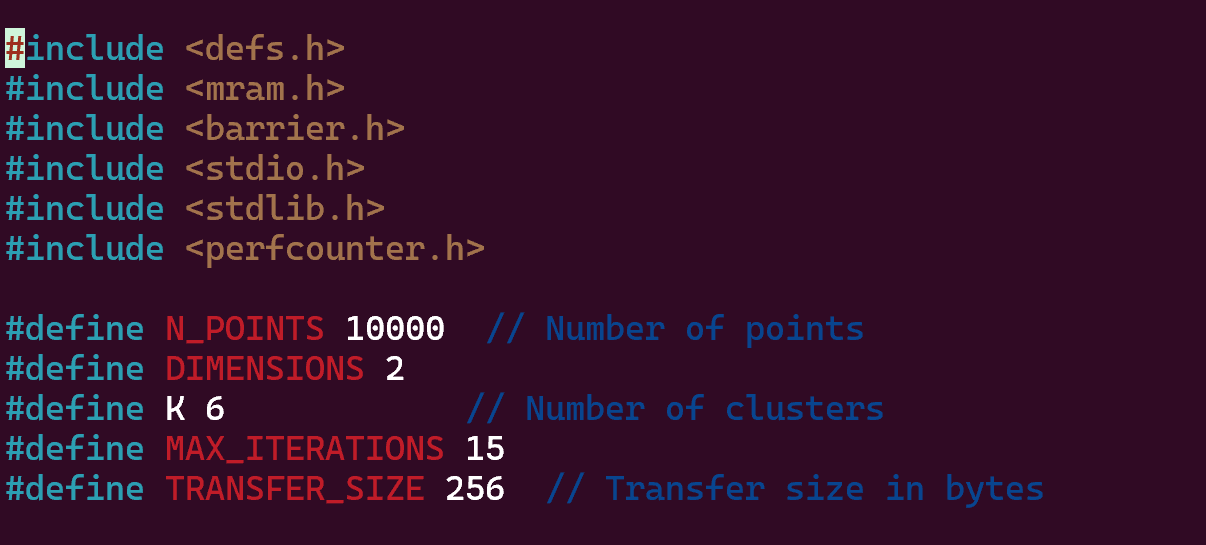 #include <defs.h>
#include <mram.h>
#include <barrier.h>
#include <stdio.h>
#include <stdlib.h>
#include <perfcounter.h>
#define N_POINTS 10000  // Number of points
#define DIMENSIONS 2
#define K 6            // Number of clusters
#define MAX_ITERATIONS 15
#define TRANSFER_SIZE 256  // Transfer size in bytes